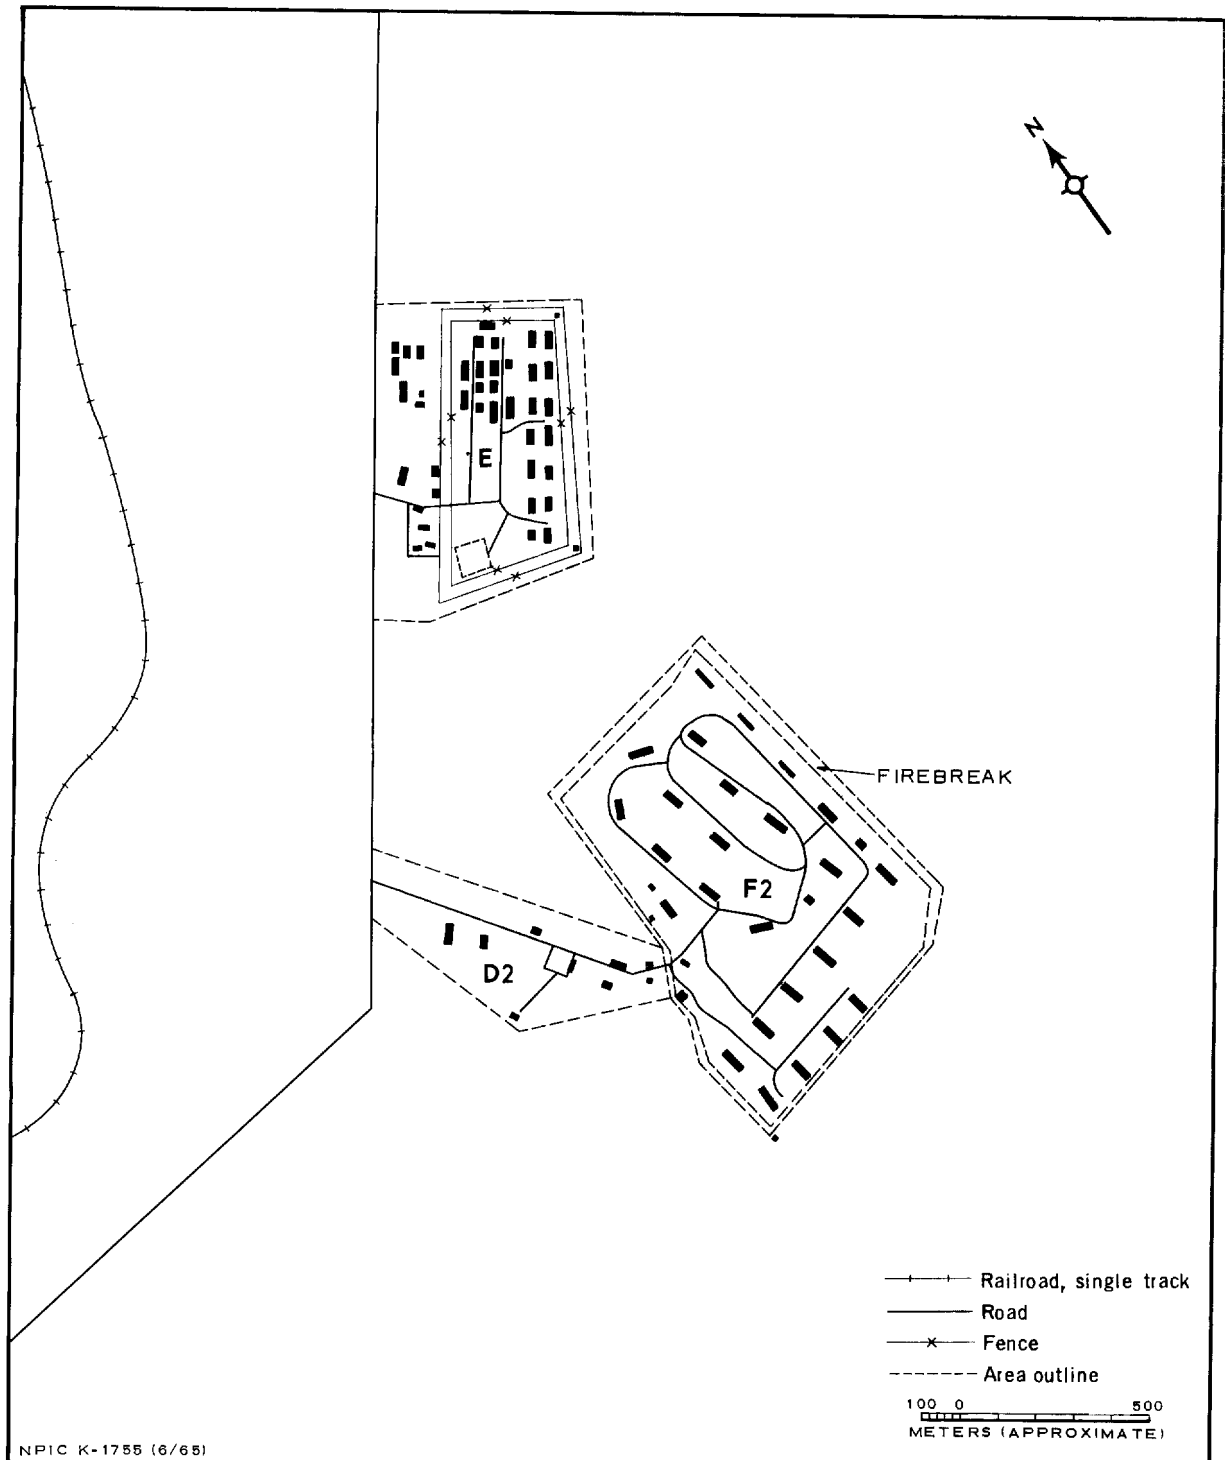 N
E
FIREBREAK
F2
D2
Railroad, single track
Road
Fence
Area outline
100 0 500
METERS (APPROXIMATE)
NPIC K-1755 (6/65)